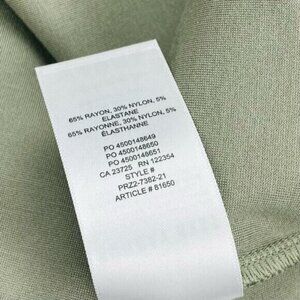 65% RAYON, 30% NYLON, 5%
ELASTANE
65% RAYONNE, 30% NYLON, 5%
ÉLASTHANNE
PO 4500148649
PO 4500148650
PO 4500148651
CA 23725 RN 122354
STYLE #
PRZ2-7382-21
ARTICLE # 81650